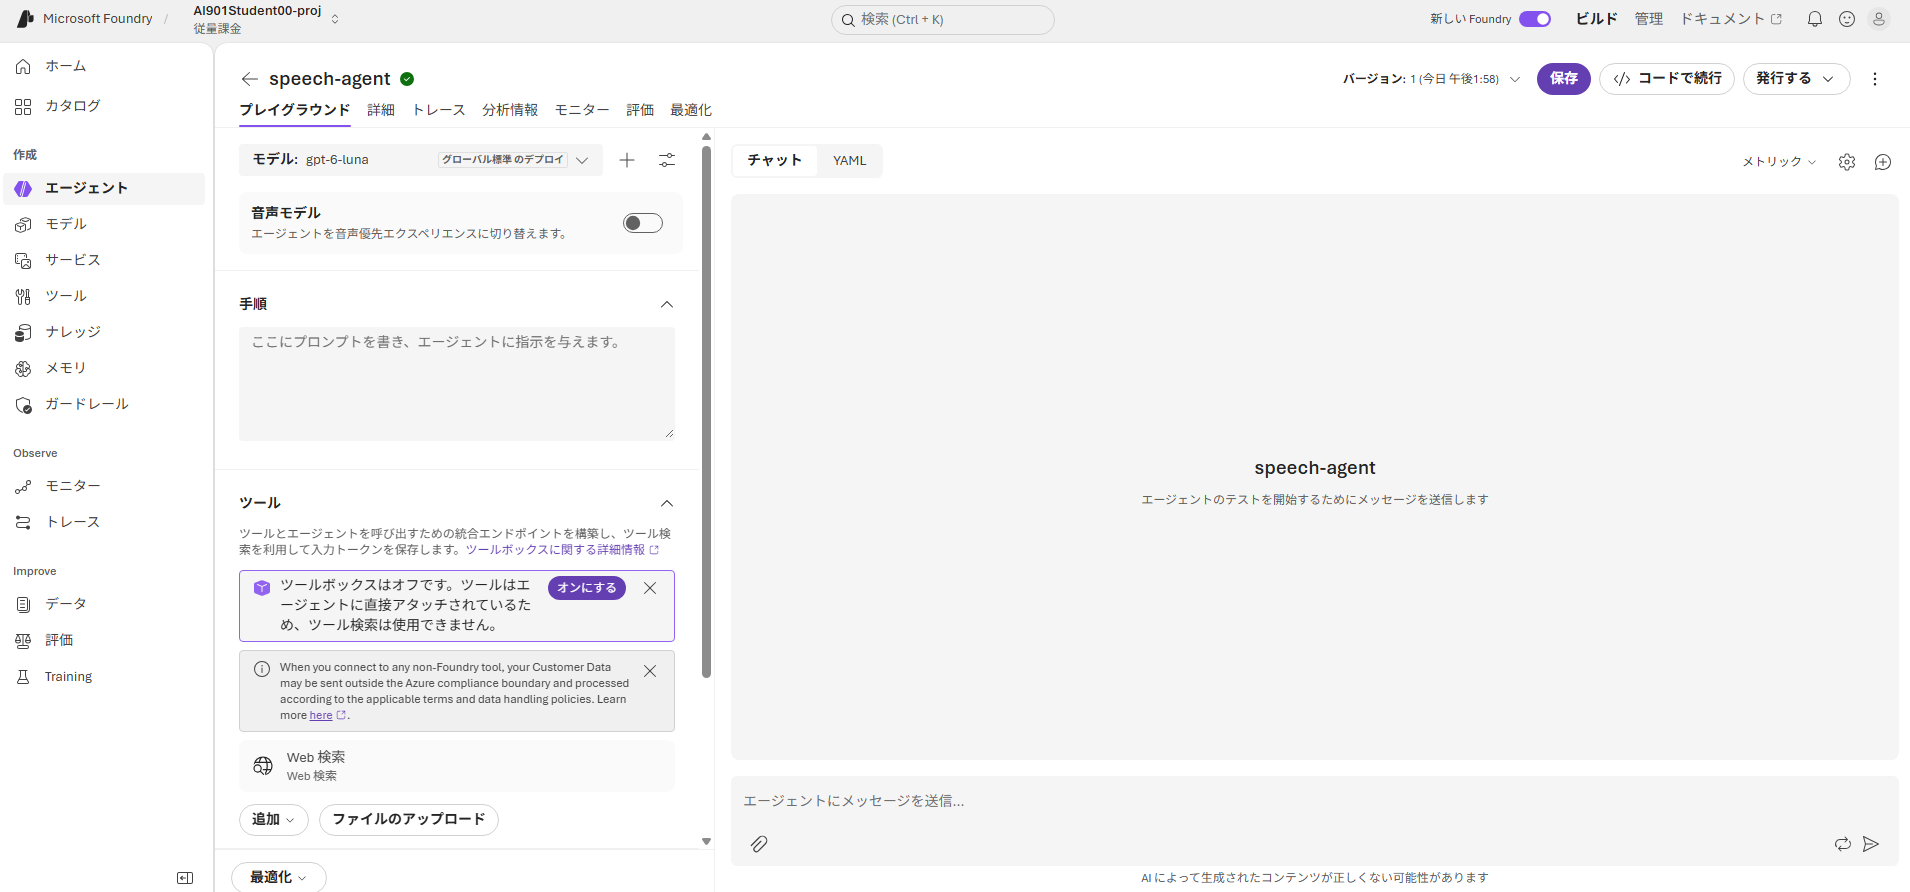 Microsoft Foundry / AI901Student00-proj
従量課金
検索 (Ctrl + K)
新しい Foundry ビルド 管理 ドキュメント
ホーム
カタログ
作成
エージェント
モデル
サービス
ツール
ナレッジ
メモリ
ガードレール
Observe
モニター
トレース
Improve
データ
評価
Training
speech-agent
バージョン: 1 (今日 午後1:58) 保存 コードで続行 発行する
プレイグラウンド 詳細 トレース 分析情報 モニター 評価 最適化
モデル: gpt-6-luna グローバル標準 のデプロイ
音声モデル
エージェントを音声優先エクスペリエンスに切り替えます。
手順
ここにプロンプトを書き、エージェントに指示を与えます。
ツール
ツールとエージェントを呼び出すための統合エンドポイントを構築し、ツール検
索を利用して入力トークンを保存します。ツールボックスに関する詳細情報
ツールボックスはオフです。ツールはエ
ージェントに直接アタッチされているた
め、ツール検索は使用できません。
オンにする
When you connect to any non-Foundry tool, your Customer Data
may be sent outside the Azure compliance boundary and processed
according to the applicable terms and data handling policies. Learn
more here .
Web 検索
Web 検索
追加 ファイルのアップロード
最適化
チャット YAML
メトリック
speech-agent
エージェントのテストを開始するためにメッセージを送信します
エージェントにメッセージを送信...
AI によって生成されたコンテンツが正しくない可能性があります